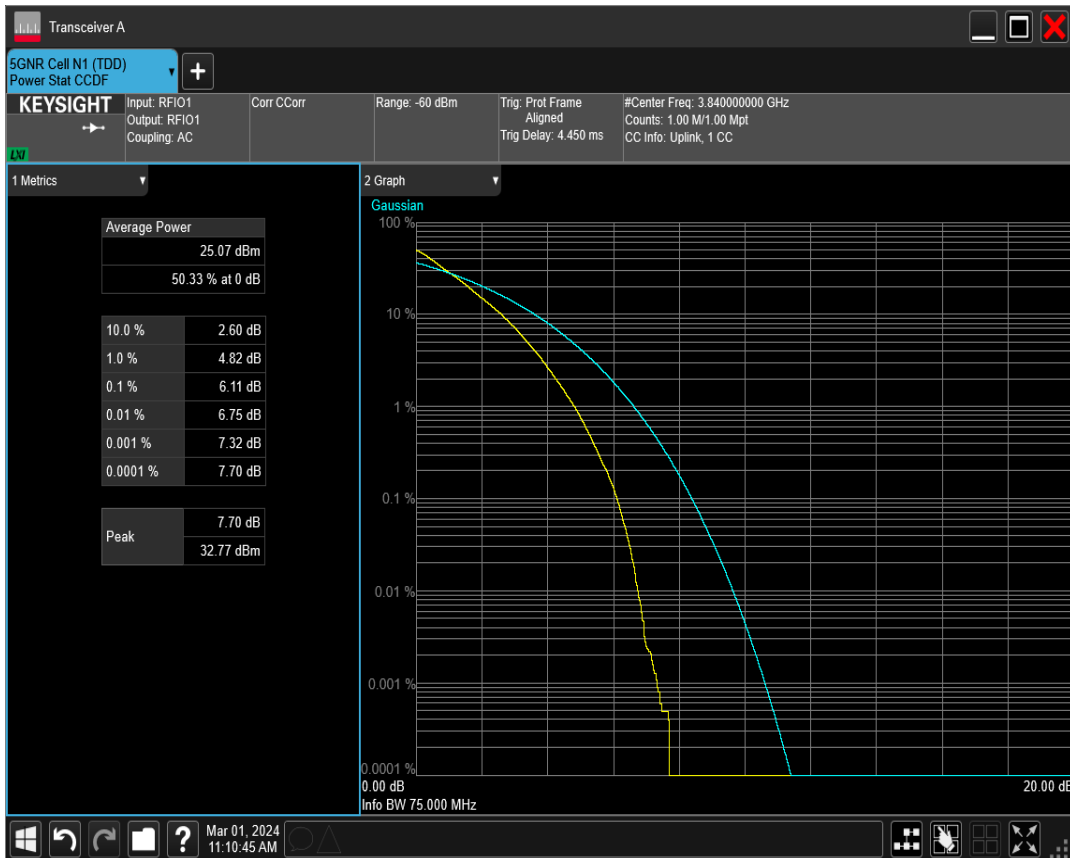 Transceiver A
5GNR Cell N1 (TDD)
Power Stat CCDF
+
KEYSIGHT
LXI
Input: RFIO1
Output: RFIO1
Coupling: AC
Corr CCorr
Range: -60 dBm
Trig: Prot Frame
Aligned
Trig Delay: 4.450 ms
#Center Freq: 3.840000000 GHz
Counts: 1.00 M/1.00 Mpt
CC Info: Uplink, 1 CC
1 Metrics
Average Power
25.07 dBm
50.33 % at 0 dB
10.0 % 2.60 dB
1.0 % 4.82 dB
0.1 % 6.11 dB
0.01 % 6.75 dB
0.001 % 7.32 dB
0.0001 % 7.70 dB
Peak
7.70 dB
32.77 dBm
2 Graph
Gaussian
100 %
10 %
1 %
0.1 %
0.01 %
0.001 %
0.0001 %
0.00 dB 20.00 dB
Info BW 75.000 MHz
?
Mar 01, 2024
11:10:45 AM